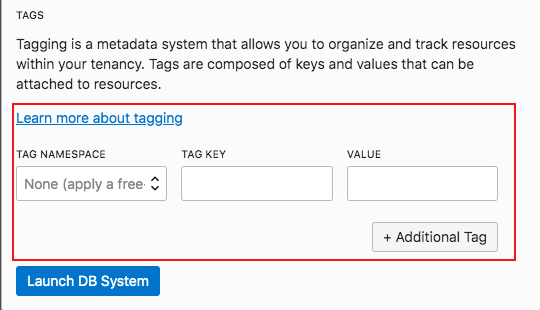 TAGS
Tagging is a metadata system that allows you to organize and track resources
within your tenancy. Tags are composed of keys and values that can be
attached to resources.
Learn more about tagging
TAG NAMESPACE TAG KEY VALUE
None (apply a free-
+ Additional Tag
Launch DB System